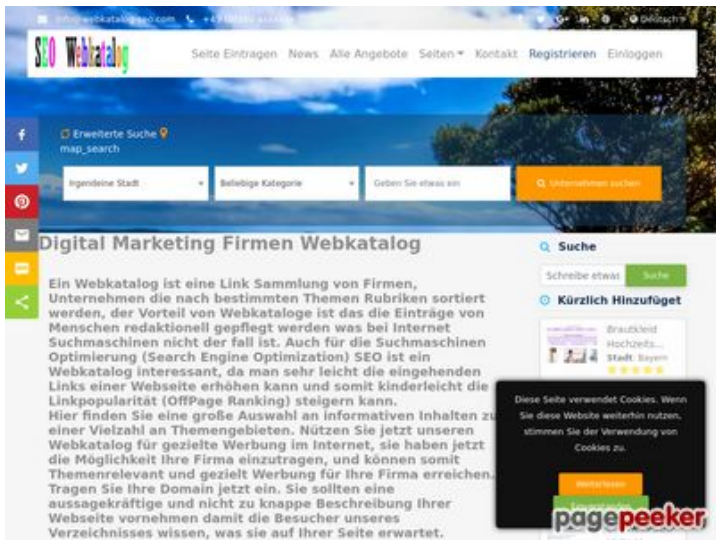 info@webkatalog-seo.com
Deutsch
SEO Webkatalog
Seite Eintragen News Alle Angebote Seiten Kontakt Registrieren Einloggen
Erweiterte Suche
map_search
Irgendeine Stadt
Beliebige Kategorie
Geben Sie etwas ein
Unternehmen suchen
Digital Marketing Firmen Webkatalog
Ein Webkatalog ist eine Link Sammlung von Firmen,
Unternehmen die nach bestimmten Themen Rubriken sortiert
werden, der Vorteil von Webkataloge ist das die Einträge von
Menschen redaktionell gepflegt werden was bei Internet
Suchmaschinen nicht der fall ist. Auch für die Suchmaschinen
Optimierung (Search Engine Optimization) SEO ist ein
Webkatalog interessant, da man sehr leicht die eingehenden
Links einer Webseite erhöhen kann und somit kinderleicht die
Linkpopularität (OffPage Ranking) steigern kann.
Hier finden Sie eine große Auswahl an informativen Inhalten zu
einer Vielzahl an Themengebieten. Nützen Sie jetzt unseren
Webkatalog für gezielte Werbung im Internet, sie haben jetzt
die Möglichkeit Ihre Firma einzutragen, und können somit
Themenrelevant und gezielt Werbung für Ihre Firma erreichen.
Tragen Sie Ihre Domain jetzt ein. Sie sollten eine
aussagekräftige und nicht zu knappe Beschreibung Ihrer
Webseite vornehmen damit die Besucher unseres
Verzeichnisses wissen, was sie auf Ihrer Seite erwartet.
Suche
Schreibe etwas
Suche
Kürzlich Hinzufüget
Brautkleid
Hochzeits...
Stadt Bayern
Diese Seite verwendet Cookies. Wenn
Sie diese Website weiterhin nutzen,
stimmen Sie der Verwendung von
Cookies zu.
Weiterlesen
pagepeeker